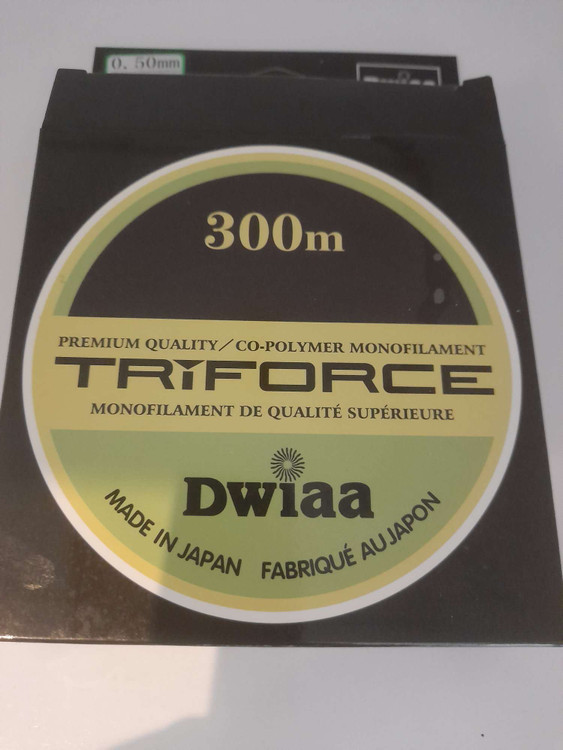 0.50mm
Dwiaa
300m
PREMIUM QUALITY/CO-POLYMER MONOFILAMENT
TRiFORCE
MONOFILAMENT DE QUALITÉ SUPÉRIEURE
Dwiaa
MADE IN JAPAN FABRIQUÉ AU JAPON